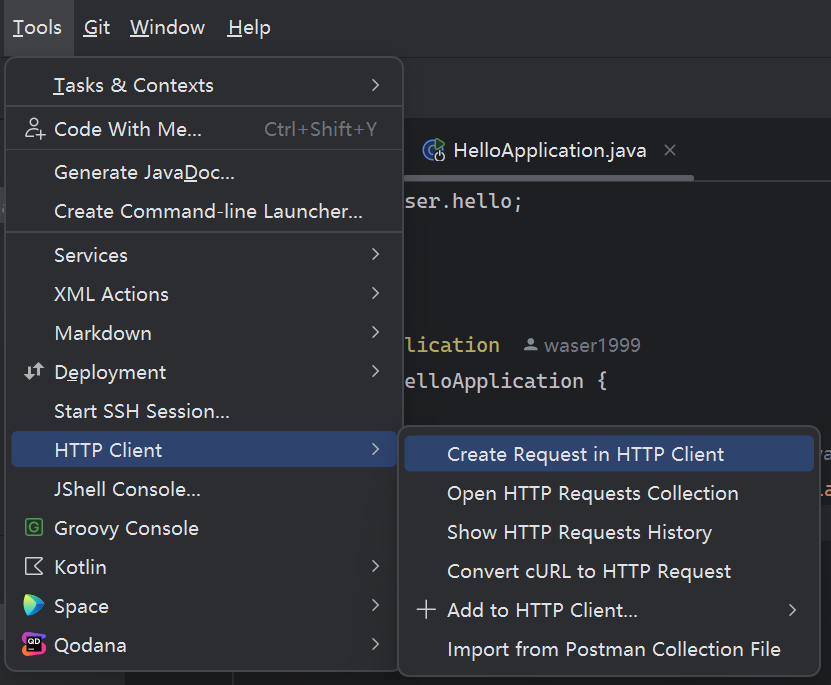 Tools Git Window Help
Tasks & Contexts
Code With Me... Ctrl+Shift+Y
Generate JavaDoc...
Create Command-line Launcher...
Services
XML Actions
Markdown
Deployment
Start SSH Session...
HTTP Client
JShell Console...
G Groovy Console
Kotlin
Space
QD Qodana
HelloApplication.java
ser.hello;
lication waser1999
elloApplication {
Create Request in HTTP Client
Open HTTP Requests Collection
Show HTTP Requests History
Convert cURL to HTTP Request
Add to HTTP Client...
Import from Postman Collection File